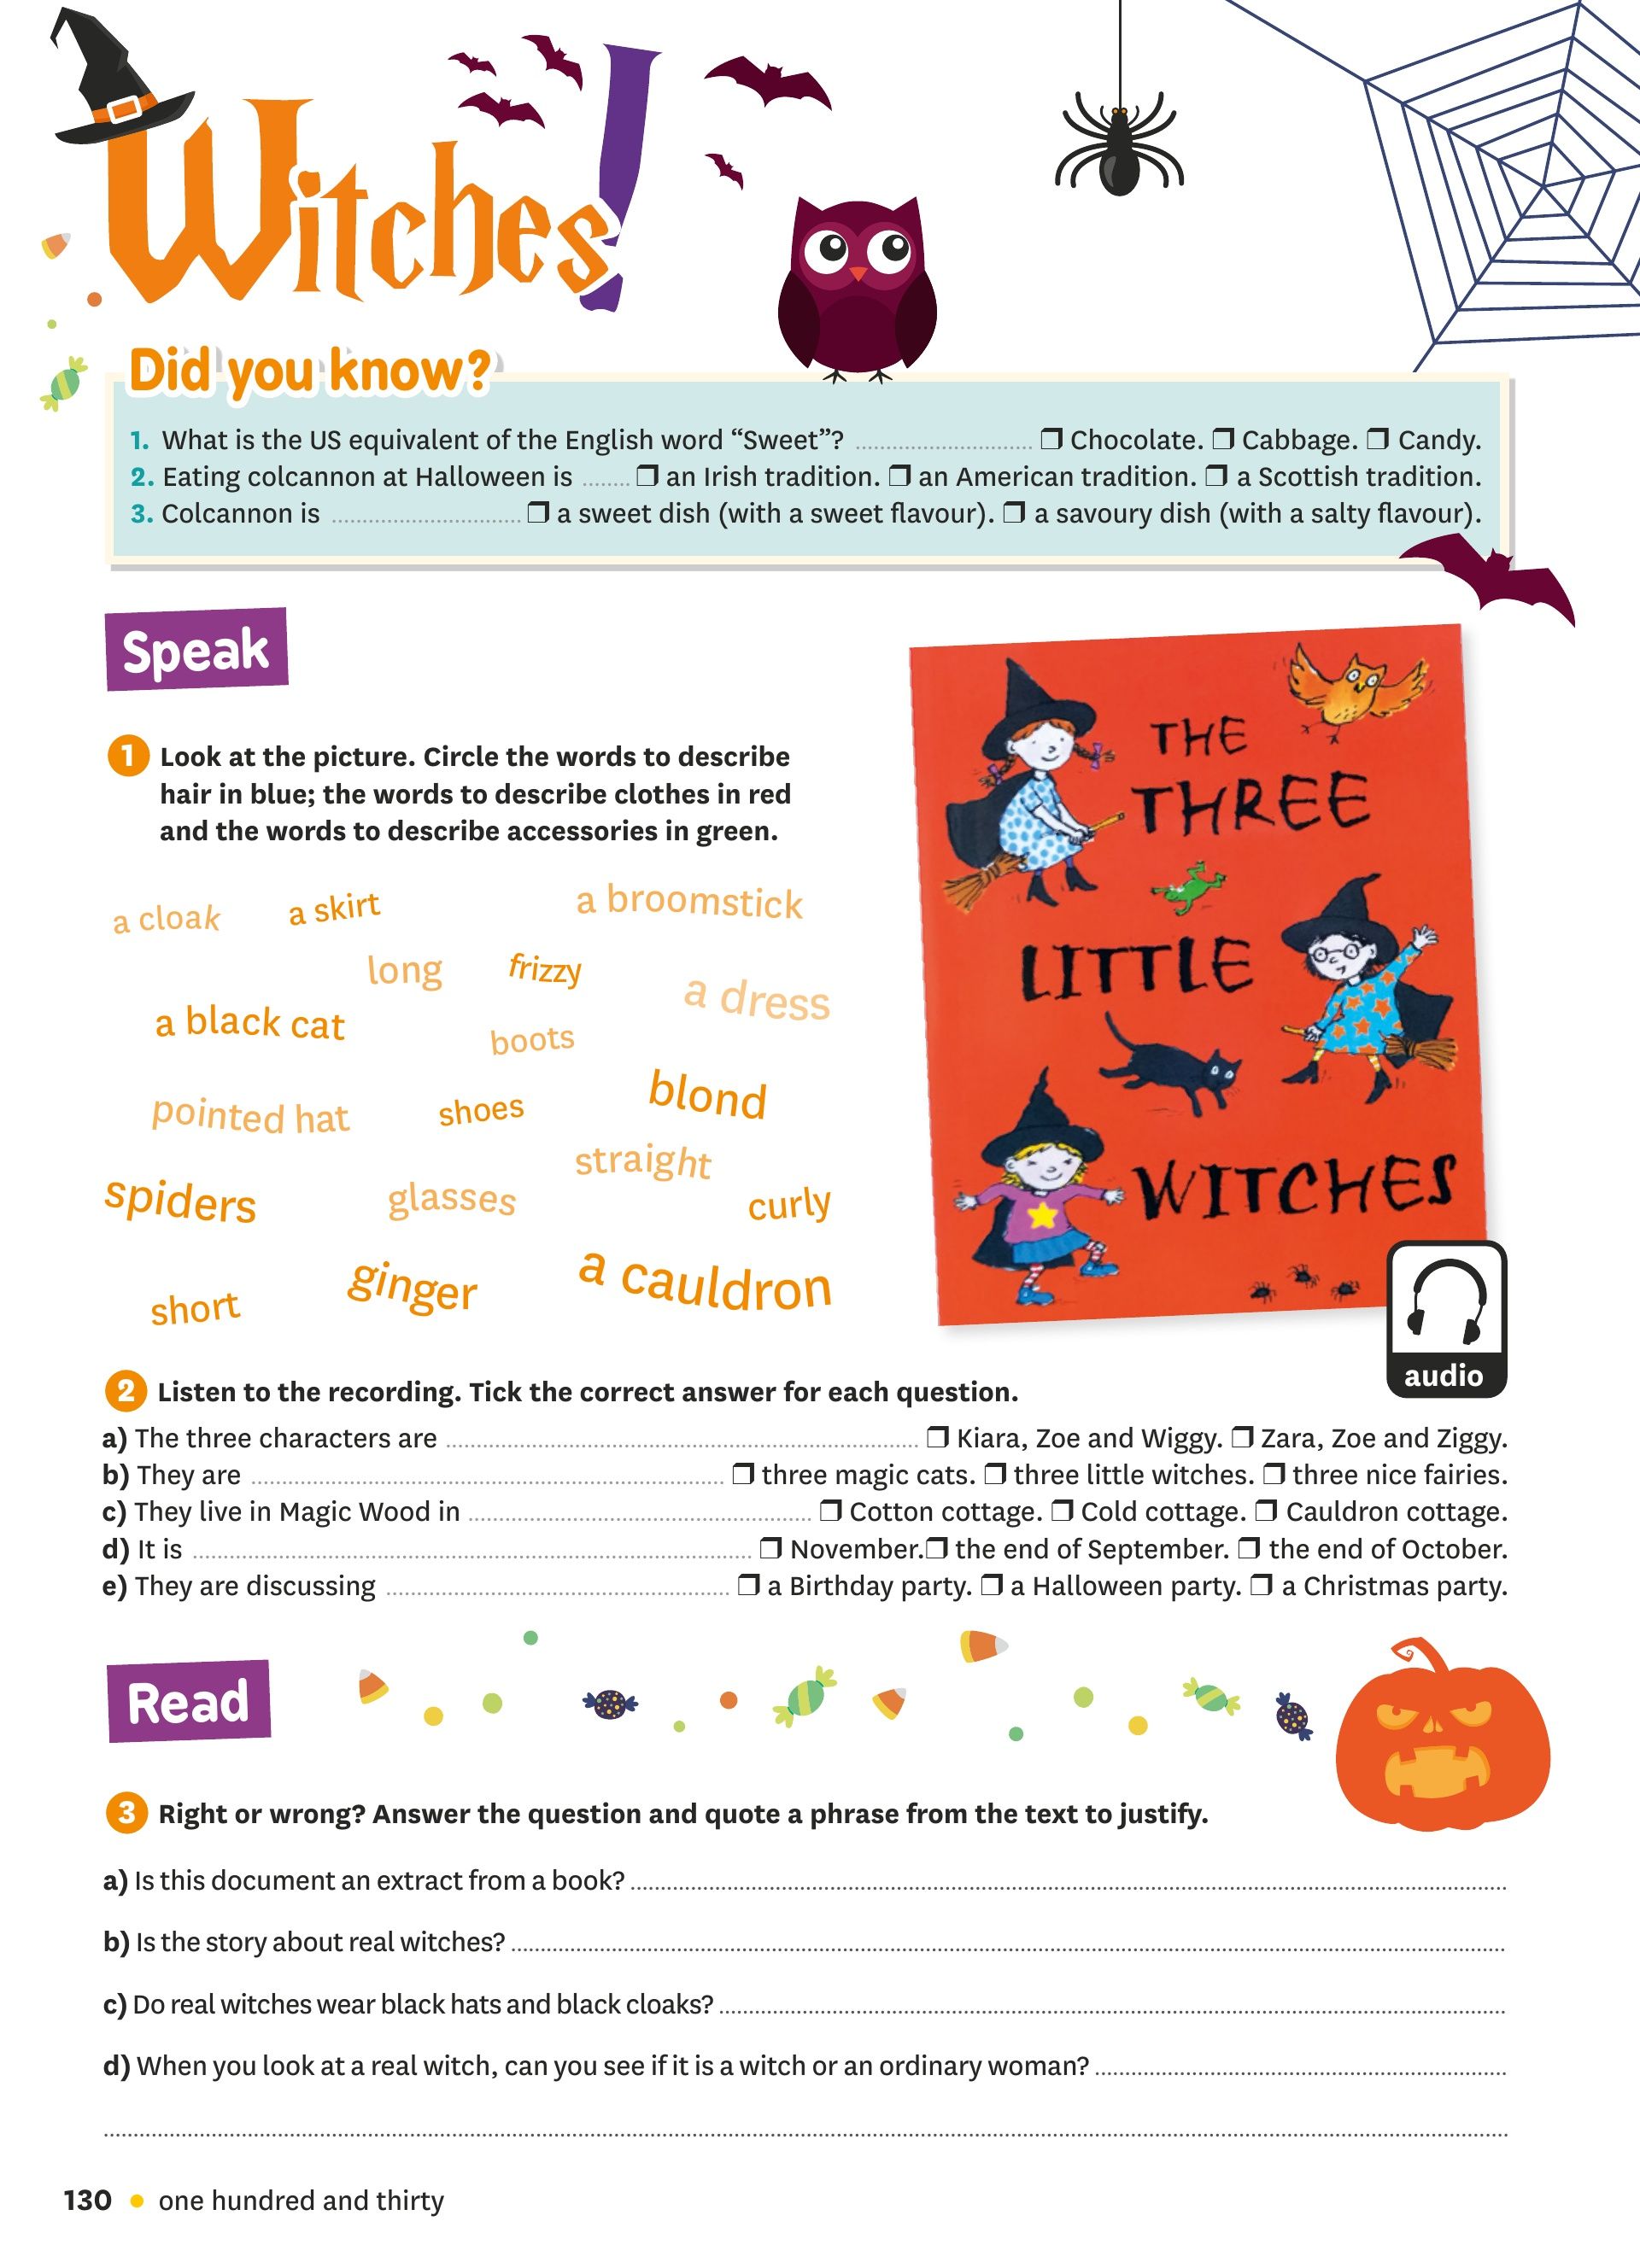 Witches!
Did you know?
1. What is the US equivalent of the English word “Sweet”? .......... ❒ Chocolate. ❒ Cabbage. ❒ Candy.
2. Eating colcannon at Halloween is ....... ❒ an Irish tradition. ❒ an American tradition. ❒ a Scottish tradition.
3. Colcannon is .......... ❒ a sweet dish (with a sweet flavour). ❒ a savoury dish (with a salty flavour).
Speak
1 Look at the picture. Circle the words to describe
hair in blue; the words to describe clothes in red
and the words to describe accessories in green.
a cloak
a skirt
a broomstick
long
frizzy
a dress
a black cat
boots
pointed hat
shoes
blond
straight
spiders
glasses
curly
short
ginger
a cauldron
THE
THREE
LITTLE
WITCHES
audio
2 Listen to the recording. Tick the correct answer for each question.
a) The three characters are .......... ❒ Kiara, Zoe and Wiggy. ❒ Zara, Zoe and Ziggy.
b) They are .......... ❒ three magic cats. ❒ three little witches. ❒ three nice fairies.
c) They live in Magic Wood in .......... ❒ Cotton cottage. ❒ Cold cottage. ❒ Cauldron cottage.
d) It is .......... ❒ November.❒ the end of September. ❒ the end of October.
e) They are discussing .......... ❒ a Birthday party. ❒ a Halloween party. ❒ a Christmas party.
Read
3 Right or wrong? Answer the question and quote a phrase from the text to justify.
a) Is this document an extract from a book? ..........
b) Is the story about real witches? ..........
c) Do real witches wear black hats and black cloaks? ..........
d) When you look at a real witch, can you see if it is a witch or an ordinary woman? ..........
..........
130 • one hundred and thirty